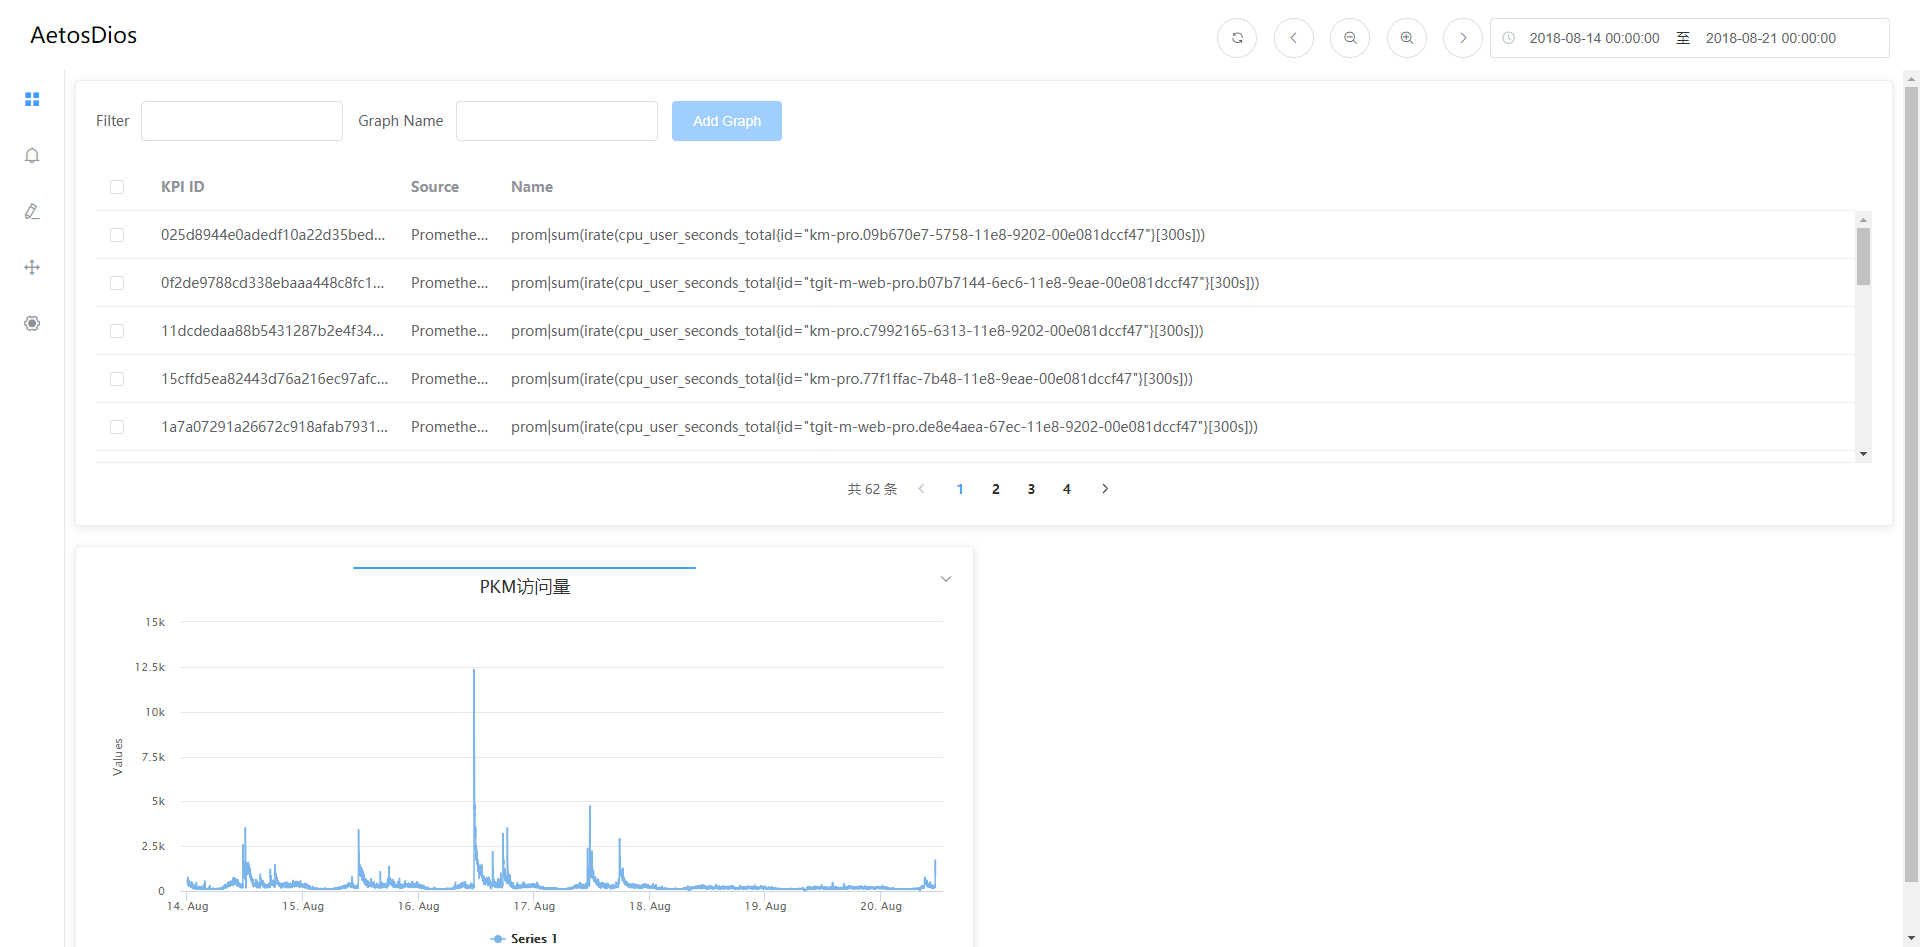 AetosDios
2018-08-14 00:00:00 至 2018-08-21 00:00:00
Filter
Graph Name
Add Graph
KPI ID Source Name
025d8944e0adedf10a22d35bed... Promethe... prom|sum(irate(cpu_user_seconds_total{id="km-pro.09b670e7-5758-11e8-9202-00e081dccf47"}[300s]))
0f2de9788cd338ebaaa448c8fc1... Promethe... prom|sum(irate(cpu_user_seconds_total{id="tgit-m-web-pro.b07b7144-6ec6-11e8-9eae-00e081dccf47"}[300s]))
11dcdedaa88b5431287b2e4f34... Promethe... prom|sum(irate(cpu_user_seconds_total{id="km-pro.c7992165-6313-11e8-9202-00e081dccf47"}[300s]))
15cffd5ea82443d76a216ec97afc... Promethe... prom|sum(irate(cpu_user_seconds_total{id="km-pro.77f1ffac-7b48-11e8-9eae-00e081dccf47"}[300s]))
1a7a07291a26672c918afab7931... Promethe... prom|sum(irate(cpu_user_seconds_total{id="tgit-m-web-pro.de8e4aea-67ec-11e8-9202-00e081dccf47"}[300s]))
共 62 条 1 2 3 4
PKM访问量
15k
12.5k
10k
7.5k
5k
2.5k
0
Values
14. Aug 15. Aug 16. Aug 17. Aug 18. Aug 19. Aug 20. Aug
Series 1